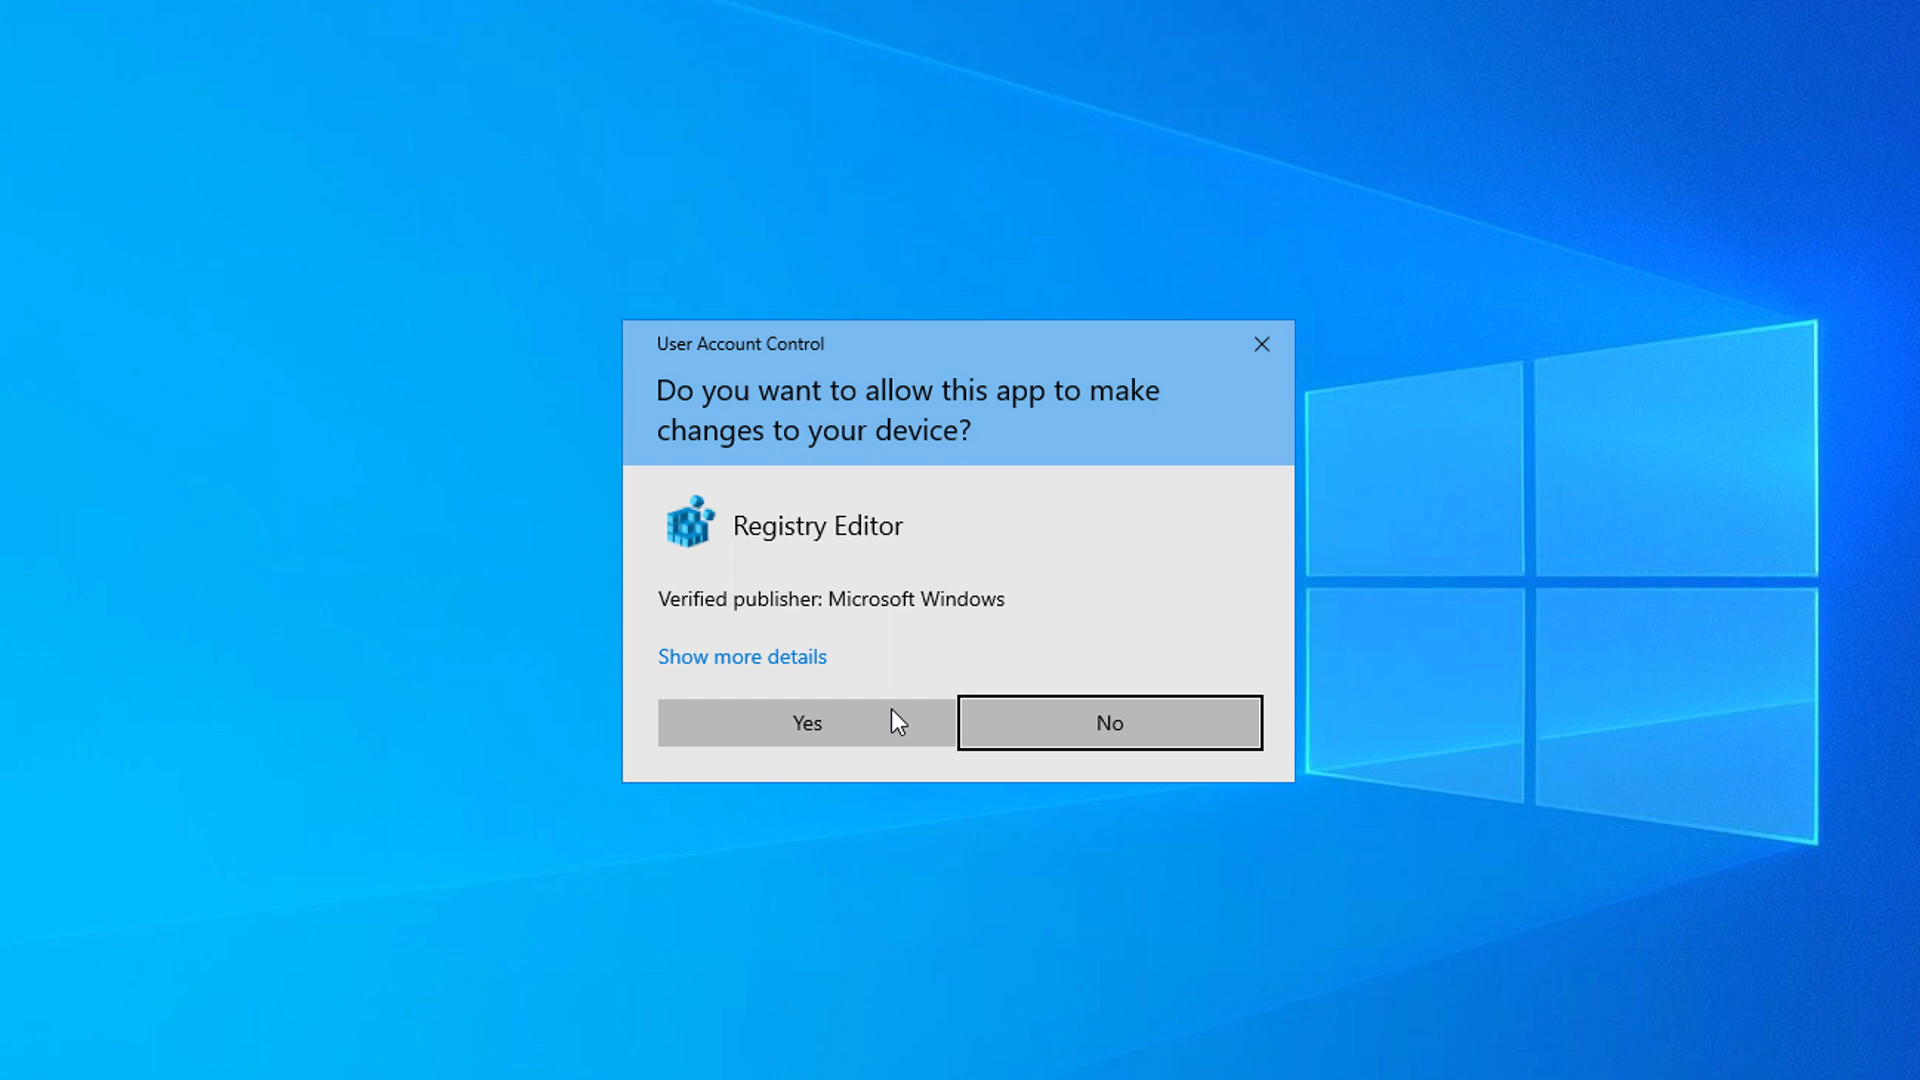 User Account Control
Do you want to allow this app to make
changes to your device?
Registry Editor
Verified publisher: Microsoft Windows
Show more details
Yes
No